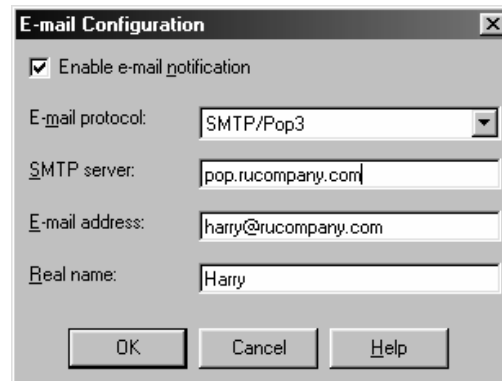 E-mail Configuration
Enable e-mail notification
E-mail protocol: SMTP/Pop3
SMTP server: pop.rucompany.com
E-mail address: harry@rucompany.com
Real name: Harry
OK Cancel Help